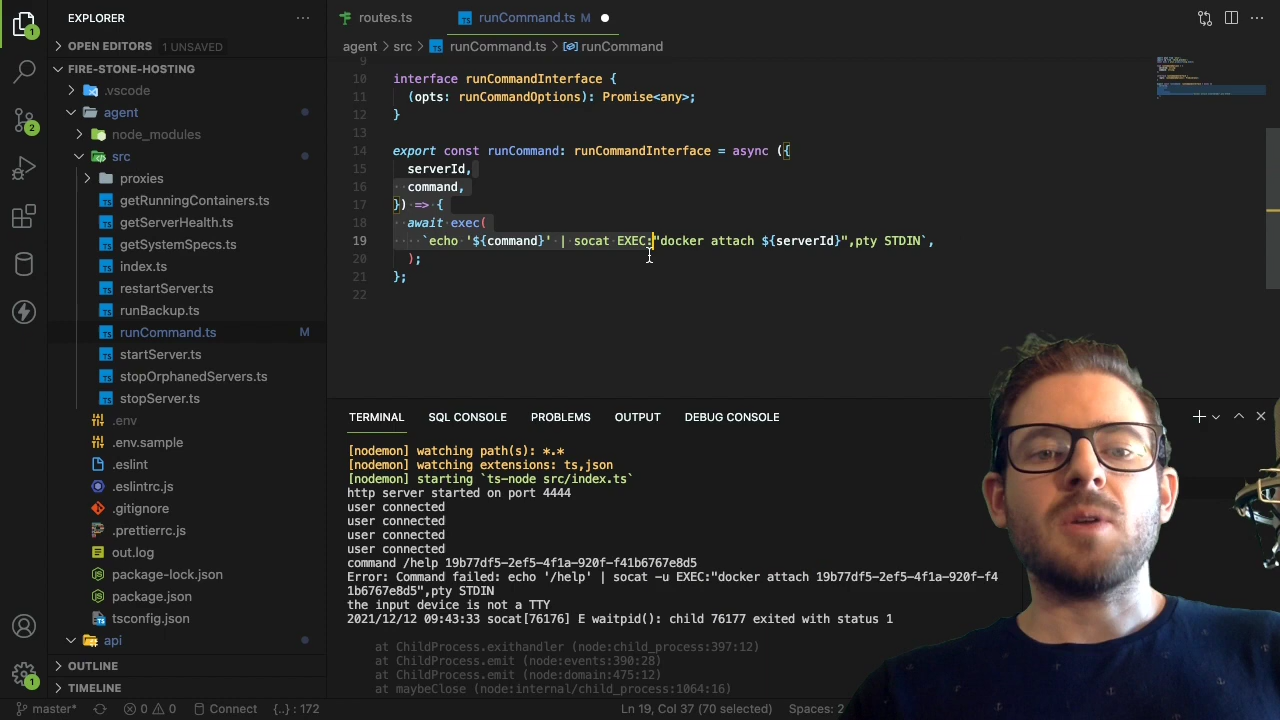 EXPLORER
OPEN EDITORS 1 UNSAVED
FIRE-STONE-HOSTING
.vscode
agent
node_modules
src
proxies
getRunningContainers.ts
getServerHealth.ts
getSystemSpecs.ts
index.ts
restartServer.ts
runBackup.ts
runCommand.ts M
startServer.ts
stopOrphanedServers.ts
stopServer.ts
.env
.env.sample
.eslint
.eslintrc.js
.gitignore
.prettierrc.js
out.log
package-lock.json
package.json
tsconfig.json
api
OUTLINE
TIMELINE
1
2
1
routes.ts
runCommand.ts M
agent > src > runCommand.ts > runCommand
9
10 interface runCommandInterface {
11 (opts: runCommandOptions): Promise<any>;
12 }
13
14 export const runCommand: runCommandInterface = async ({
15 serverId,
16 command,
17 }) => {
18 await exec(
19 `echo '${command}' | socat EXEC:"docker attach ${serverId}",pty STDIN`,
20 );
21 };
22
TERMINAL SQL CONSOLE PROBLEMS OUTPUT DEBUG CONSOLE
[nodemon] watching path(s): *.*
[nodemon] watching extensions: ts,json
[nodemon] starting `ts-node src/index.ts`
http server started on port 4444
user connected
user connected
user connected
user connected
command /help 19b77df5-2ef5-4f1a-920f-f41b6767e8d5
Error: Command failed: echo '/help' | socat -u EXEC:"docker attach 19b77df5-2ef5-4f1a-920f-f4
1b6767e8d5",pty STDIN
the input device is not a TTY
2021/12/12 09:43:33 socat[76176] E waitpid(): child 76177 exited with status 1
at ChildProcess.exithandler (node:child_process:397:12)
at ChildProcess.emit (node:events:390:28)
at ChildProcess.emit (node:domain:475:12)
at maybeClose (node:internal/child_process:1064:16)
master* 0 0 Connect {..} : 172 Ln 19, Col 37 (70 selected) Spaces: 2